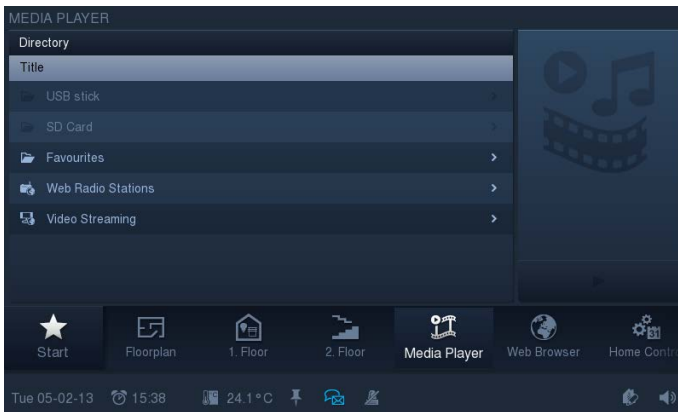 MEDIA PLAYER
Directory
Title
USB stick
SD Card
Favourites
Web Radio Stations
Video Streaming
Start Floorplan 1. Floor 2. Floor Media Player Web Browser Home Contr
31
Tue 05-02-13 15:38 24.1°C